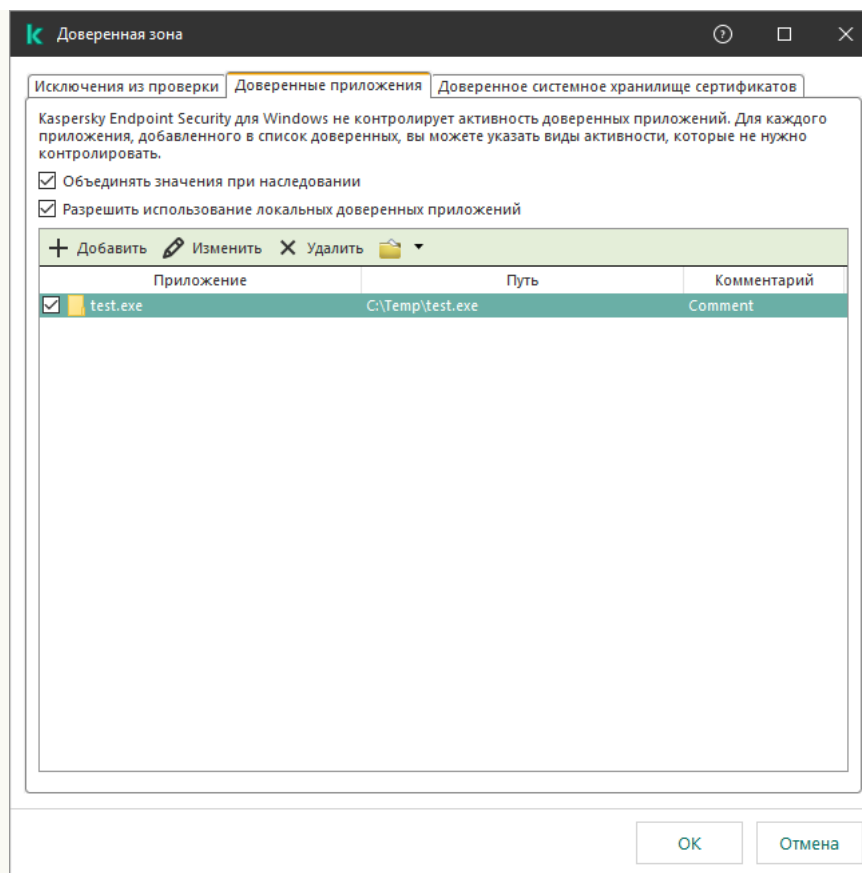 Доверенная зона
Исключения из проверки Доверенные приложения Доверенное системное хранилище сертификатов
Kaspersky Endpoint Security для Windows не контролирует активность доверенных приложений. Для каждого
приложения, добавленного в список доверенных, вы можете указать виды активности, которые не нужно
контролировать.
Объединять значения при наследовании
Разрешить использование локальных доверенных приложений
Добавить Изменить Удалить
Приложение Путь Комментарий
test.exe C:\Temp\test.exe Comment
ОК Отмена